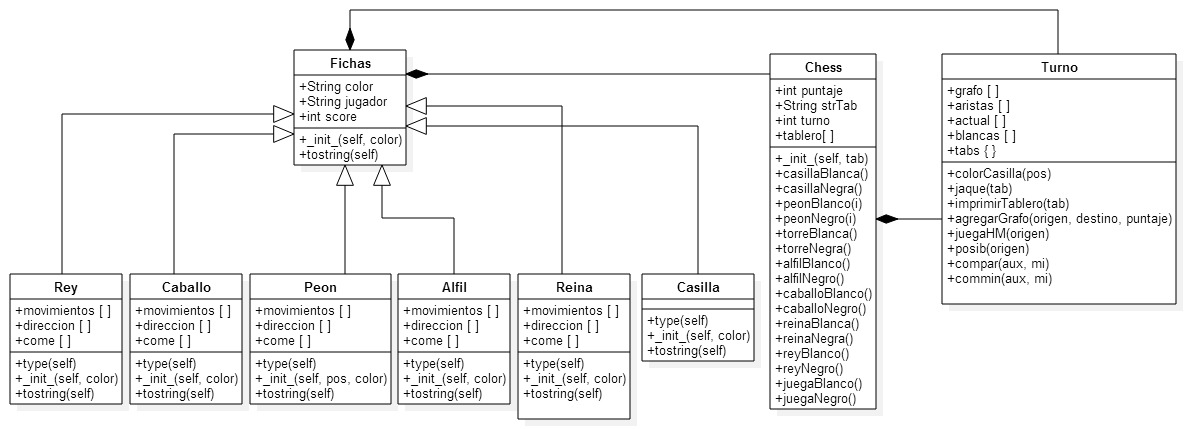 Fichas
+String color
+String jugador
+int score
+_init_(self, color)
+tostring(self)
Chess
+int puntaje
+String strTab
+int turno
+tablero[ ]
+_init_(self, tab)
+casillaBlanca()
+casillaNegra()
+peonBlanco(i)
+peonNegro(i)
+torreBlanca()
+torreNegra()
+alfilBlanco()
+alfilNegro()
+caballoBlanco()
+caballoNegro()
+reinaBlanca()
+reinaNegra()
+reyBlanco()
+reyNegro()
+juegaBlanco()
+juegaNegro()
Turno
+grafo [ ]
+aristas [ ]
+actual [ ]
+blancas [ ]
+tabs { }
+colorCasilla(pos)
+jaque(tab)
+imprimirTablero(tab)
+agregarGrafo(origen, destino, puntaje)
+juegaHM(origen)
+posib(origen)
+compar(aux, mi)
+commin(aux, mi)
Rey
+movimientos [ ]
+direccion [ ]
+come [ ]
+type(self)
+_init_(self, color)
+tostring(self)
Caballo
+movimientos [ ]
+direccion [ ]
+come [ ]
+type(self)
+_init_(self, color)
+tostring(self)
Peon
+movimientos [ ]
+direccion [ ]
+come [ ]
+type(self)
+_init_(self, pos, color)
+tostring(self)
Alfil
+movimientos [ ]
+direccion [ ]
+come [ ]
+type(self)
+_init_(self, color)
+tostring(self)
Reina
+movimientos [ ]
+direccion [ ]
+come [ ]
+type(self)
+_init_(self, color)
+tostring(self)
Casilla
+type(self)
+_init_(self, color)
+tostring(self)